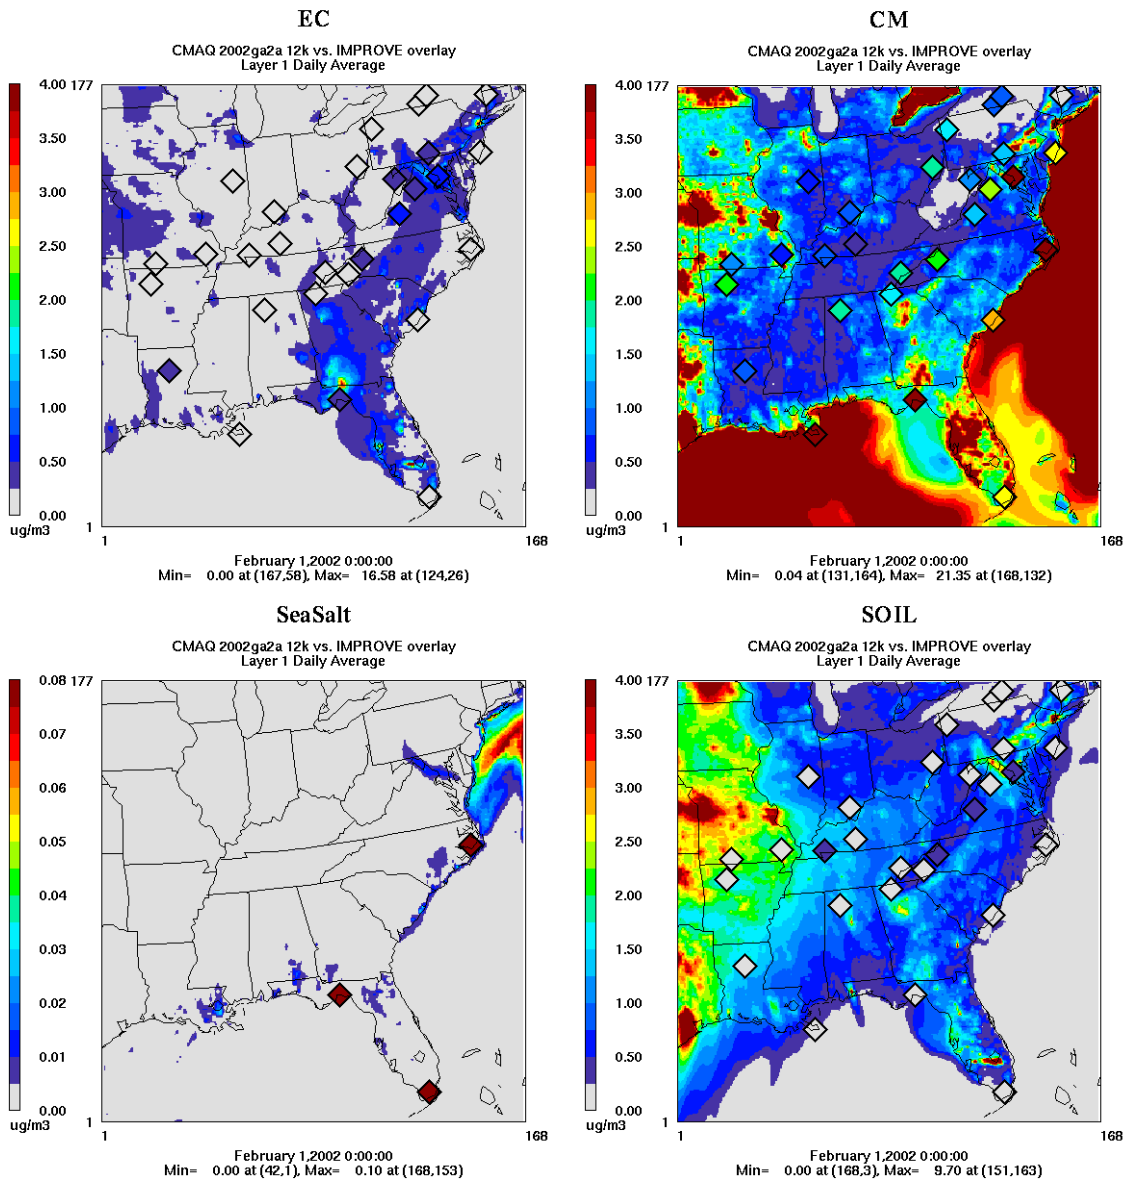 EC
CMAQ 2002ga2a 12k vs. IMPROVE overlay
Layer 1 Daily Average
4.00
3.50
3.00
2.50
2.00
1.50
1.00
0.50
0.00
ug/m3
177
1
1
168
February 1,2002 0:00:00
Min= 0.00 at (167,58), Max= 16.58 at (124,26)
CM
CMAQ 2002ga2a 12k vs. IMPROVE overlay
Layer 1 Daily Average
4.00
3.50
3.00
2.50
2.00
1.50
1.00
0.50
0.00
ug/m3
177
1
1
168
February 1,2002 0:00:00
Min= 0.04 at (131,164), Max= 21.35 at (168,132)
SeaSalt
CMAQ 2002ga2a 12k vs. IMPROVE overlay
Layer 1 Daily Average
0.08
0.07
0.06
0.05
0.04
0.03
0.02
0.01
0.00
ug/m3
177
1
1
168
February 1,2002 0:00:00
Min= 0.00 at (42,1), Max= 0.10 at (168,153)
SOIL
CMAQ 2002ga2a 12k vs. IMPROVE overlay
Layer 1 Daily Average
4.00
3.50
3.00
2.50
2.00
1.50
1.00
0.50
0.00
ug/m3
177
1
1
168
February 1,2002 0:00:00
Min= 0.00 at (168,3), Max= 9.70 at (151,163)